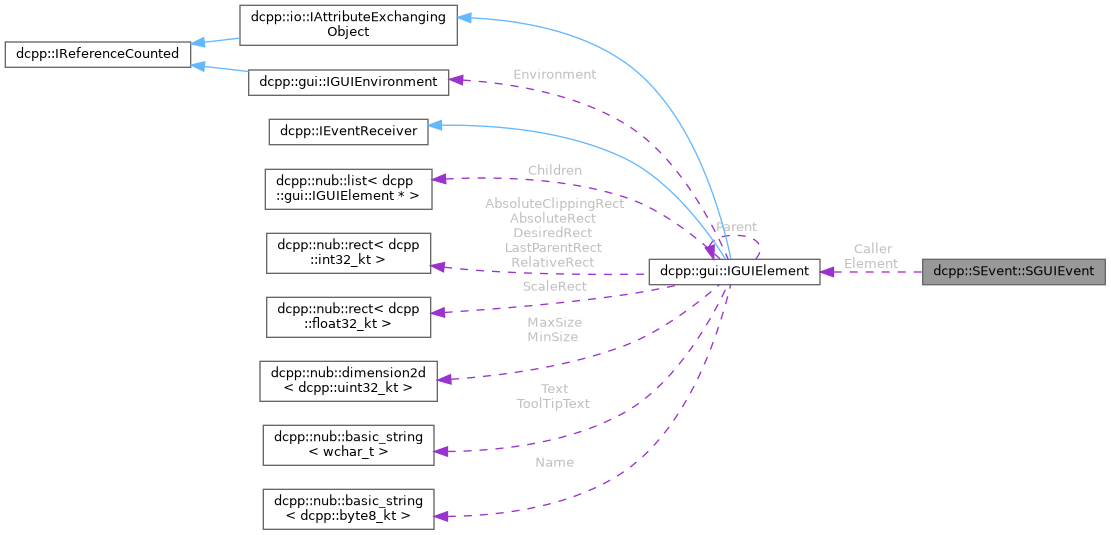 dcpp::io::IAttributeExchanging
Object
dcpp::IReferenceCounted
dcpp::gui::IGUIEnvironment
Environment
dcpp::IEventReceiver
Children
dcpp::nub::list< dcpp
::gui::IGUIElement * >
AbsoluteClippingRect
AbsoluteRect
DesiredRect
LastParentRect
RelativeRect
dcpp::nub::rect< dcpp
::int32_kt >
Parent
dcpp::gui::IGUIElement
Caller
Element
dcpp::SEvent::SGUIEvent
ScaleRect
dcpp::nub::rect< dcpp
::float32_kt >
MaxSize
MinSize
dcpp::nub::dimension2d
< dcpp::uint32_kt >
Text
ToolTipText
dcpp::nub::basic_string
< wchar_t >
Name
dcpp::nub::basic_string
< dcpp::byte8_kt >